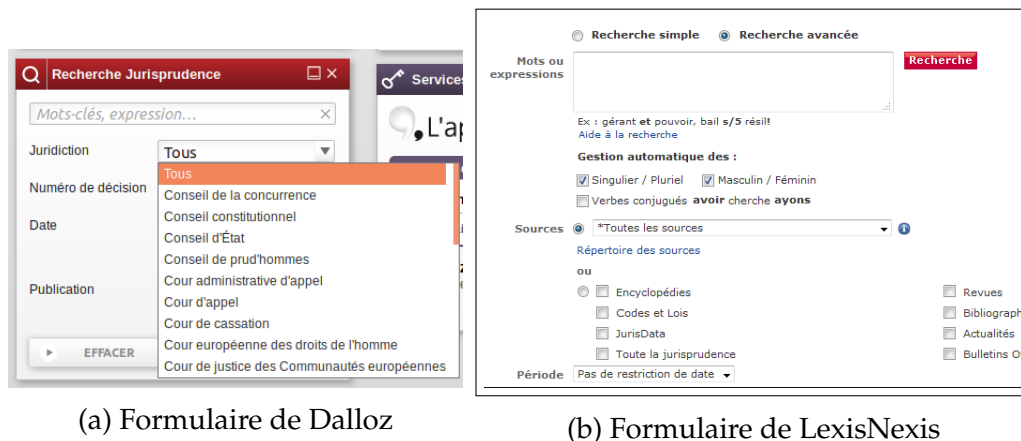 Recherche Jurisprudence
Mots-clés, expression...
Juridiction
Tous
Tous
Conseil de la concurrence
Numéro de décision
Conseil constitutionnel
Date
Conseil d'État
Conseil de prud'hommes
Cour administrative d'appel
Publication
Cour d'appel
Cour de cassation
EFFACER
Cour européenne des droits de l'homme
Cour de justice des Communautés européennes
Services
L'ap
(a) Formulaire de Dalloz
Recherche simple Recherche avancée
Mots ou
expressions
Recherche
Ex : gérant et pouvoir, bail s/5 résil!
Aide à la recherche
Gestion automatique des :
Singulier / Pluriel Masculin / Féminin
Verbes conjugués avoir cherche ayons
Sources *Toutes les sources
Répertoire des sources
ou
Encyclopédies Revues
Codes et Lois Bibliograph
JurisData Actualités
Toute la jurisprudence Bulletins O
Période Pas de restriction de date
(b) Formulaire de LexisNexis